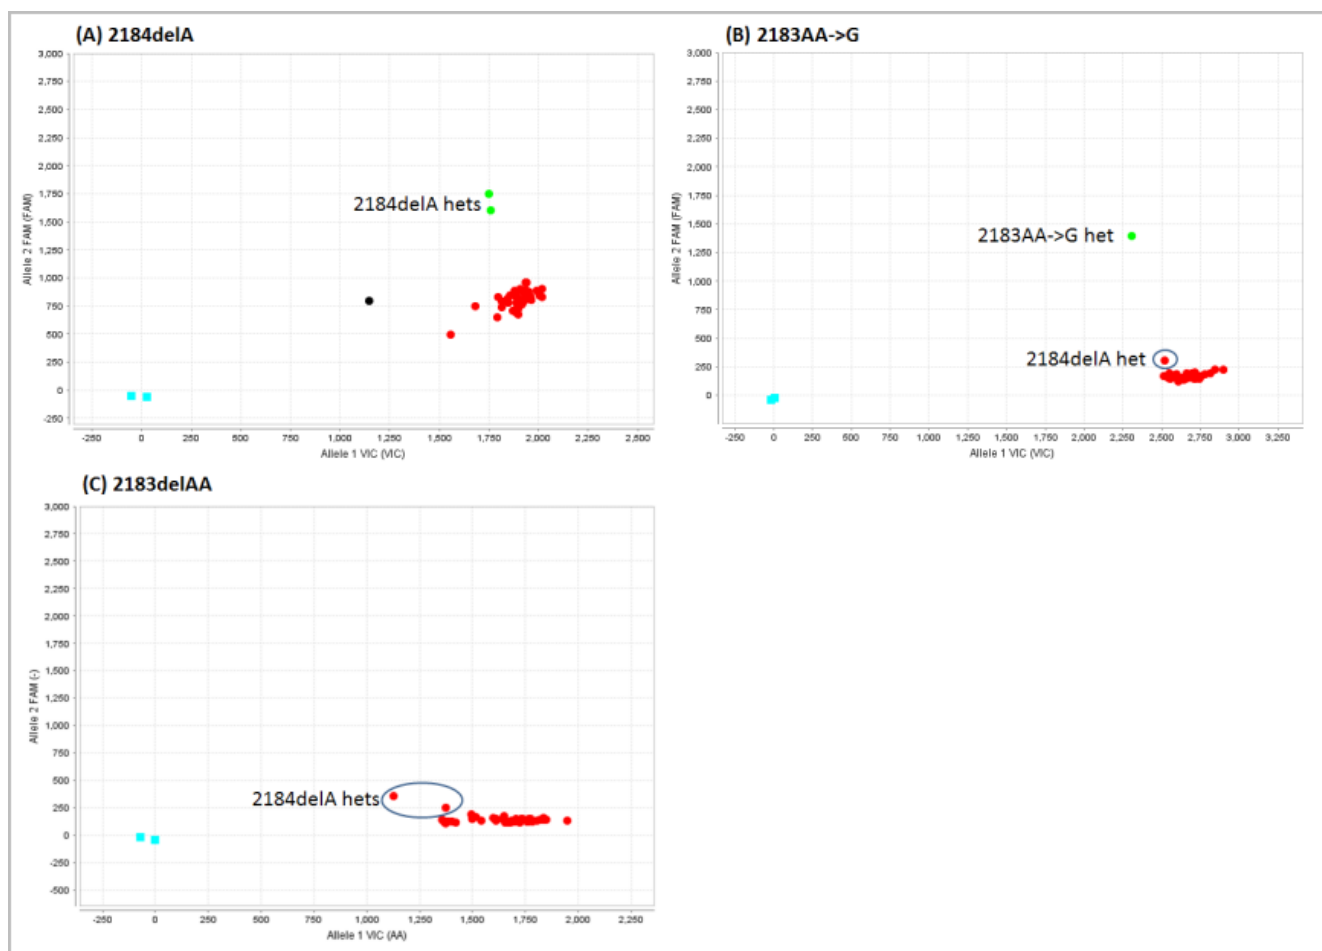 (A) 2184delA
3,000
2,750
2,500
2,250
2,000
1,750
1,500
1,250
1,000
750
500
250
0
-250
Allele 2 FAM (FAM)
2184delA hets
-250 0 250 500 750 1,000 1,250 1,500 1,750 2,000 2,250 2,500
Allele 1 VIC (VIC)
(B) 2183AA->G
3,000
2,750
2,500
2,250
2,000
1,750
1,500
1,250
1,000
750
500
250
0
Allele 2 FAM (FAM)
2183AA->G het
2184delA het
-250 0 250 500 750 1,000 1,250 1,500 1,750 2,000 2,250 2,500 2,750 3,000 3,250
Allele 1 VIC (VIC)
(C) 2183delAA
3,000
2,750
2,500
2,250
2,000
1,750
1,500
1,250
1,000
750
500
250
0
-250
-500
Allele 2 FAM (-)
2184delA hets
-250 0 250 500 750 1,000 1,250 1,500 1,750 2,000 2,250
Allele 1 VIC (AA)